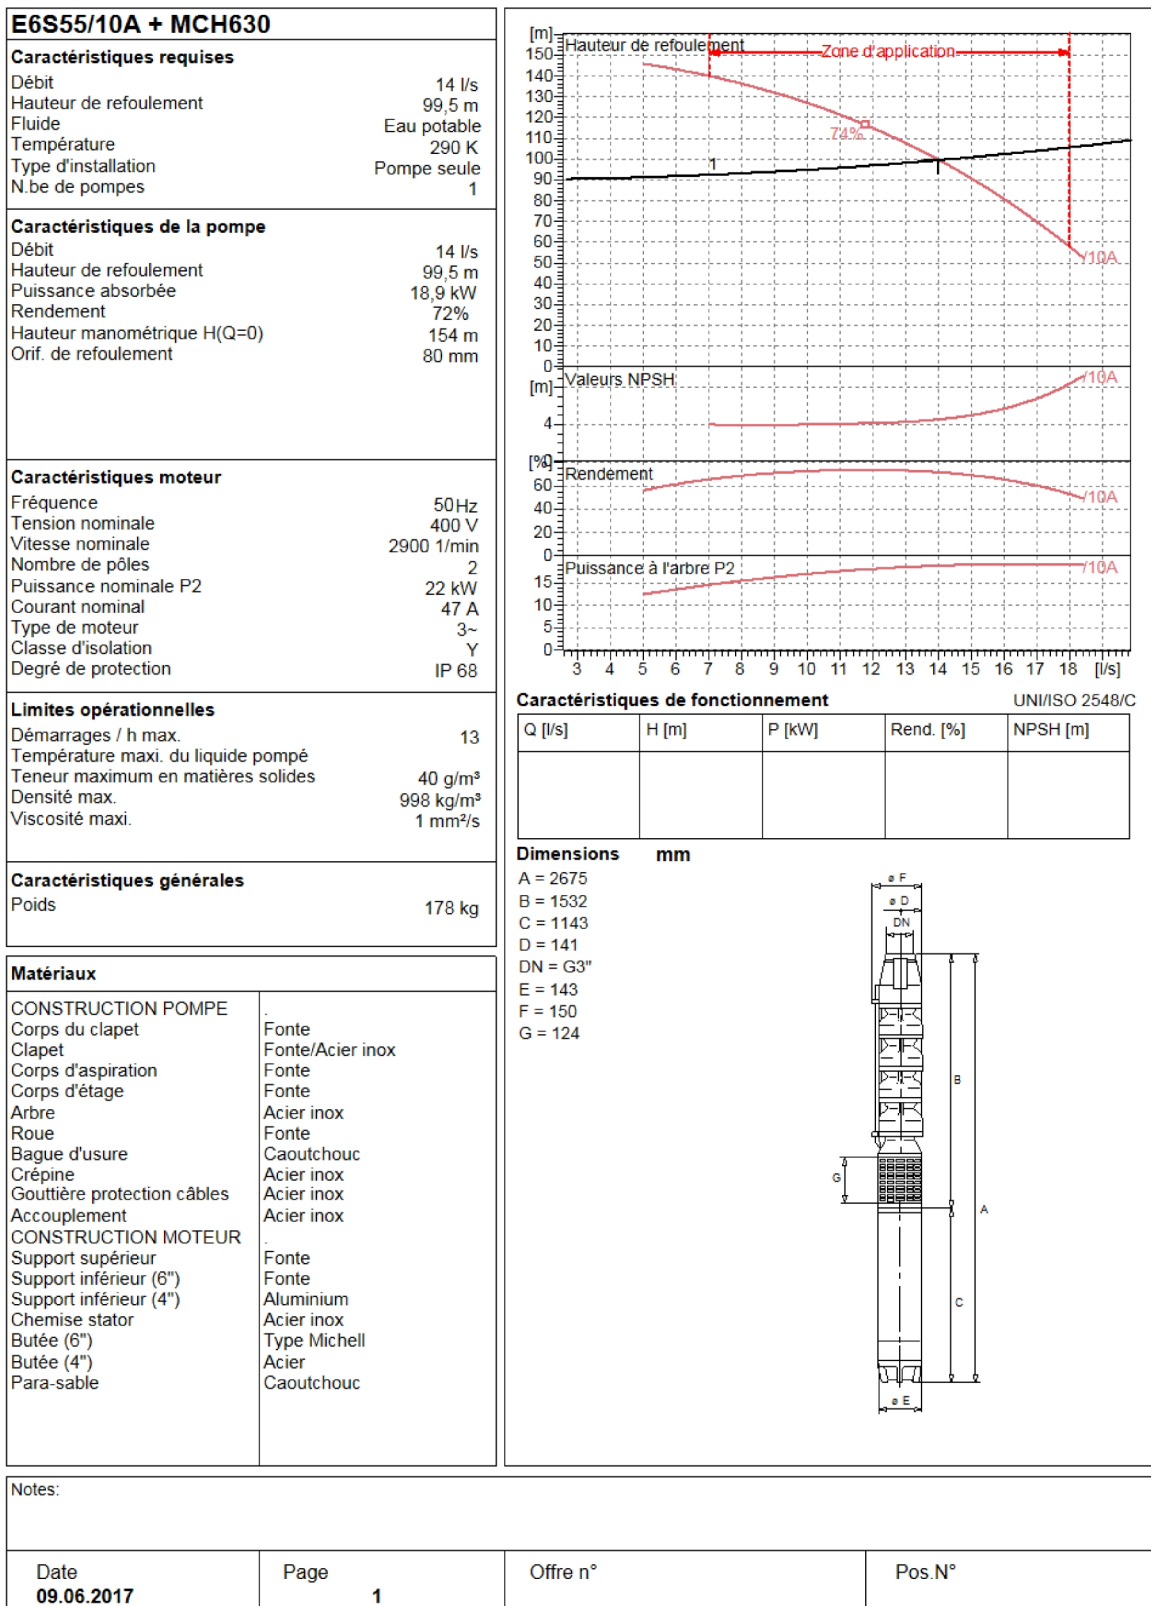 E6S55/10A + MCH630
Caractéristiques requises
Débit 14 l/s
Hauteur de refoulement 99,5 m
Fluide Eau potable
Température 290 K
Type d'installation Pompe seule
N.be de pompes 1
Caractéristiques de la pompe
Débit 14 l/s
Hauteur de refoulement 99,5 m
Puissance absorbée 18,9 kW
Rendement 72%
Hauteur manométrique H(Q=0) 154 m
Orif. de refoulement 80 mm
Caractéristiques moteur
Fréquence 50 Hz
Tension nominale 400 V
Vitesse nominale 2900 1/min
Nombre de pôles 2
Puissance nominale P2 22 kW
Courant nominal 47 A
Type de moteur 3~
Classe d'isolation Y
Degré de protection IP 68
Limites opérationnelles
Démarrages / h max. 13
Température maxi. du liquide pompé
Teneur maximum en matières solides 40 g/m³
Densité max. 998 kg/m³
Viscosité maxi. 1 mm²/s
Caractéristiques générales
Poids 178 kg
Matériaux
CONSTRUCTION POMPE .
Corps du clapet Fonte
Clapet Fonte/Acier inox
Corps d'aspiration Fonte
Corps d'étage Fonte
Arbre Acier inox
Roue Fonte
Bague d'usure Caoutchouc
Crépine Acier inox
Gouttière protection câbles Acier inox
Accouplement Acier inox
CONSTRUCTION MOTEUR .
Support supérieur Fonte
Support inférieur (6") Fonte
Support inférieur (4") Aluminium
Chemise stator Acier inox
Butée (6") Type Michell
Butée (4") Acier
Para-sable Caoutchouc
[m]
Hauteur de refoulement
Zone d'application
150
140
130
120
110
100
90
80
70
60
50
40
30
20
10
0
74%
1
/10A
[m]
Valeurs NPSH
/10A
4
0
[%]
Rendement
60
40
20
0
/10A
Puissance à l'arbre P2
/10A
15
10
5
0
3 4 5 6 7 8 9 10 11 12 13 14 15 16 17 18 [l/s]
Caractéristiques de fonctionnement UNI/ISO 2548/C
Q [l/s] H [m] P [kW] Rend. [%] NPSH [m]
Dimensions mm
A = 2675
B = 1532
C = 1143
D = 141
DN = G3"
E = 143
F = 150
G = 124
ø F
ø D
DN
B
G
A
C
ø E
Notes:
Date Page Offre n° Pos.N°
09.06.2017 1